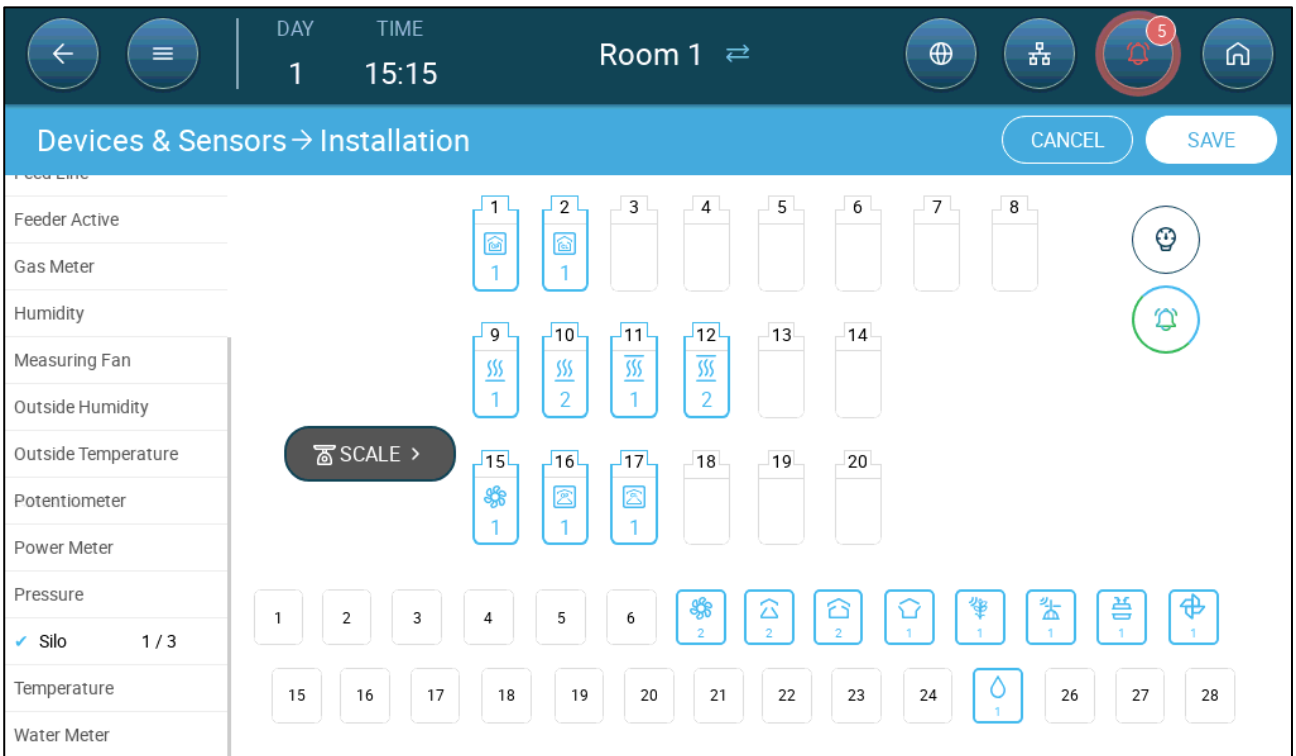 DAY TIME
1 15:15
Room 1
5
Devices & Sensors → Installation
CANCEL
SAVE
Feed Line
Feeder Active
Gas Meter
Humidity
Measuring Fan
Outside Humidity
Outside Temperature
Potentiometer
Power Meter
Pressure
✓ Silo 1 / 3
Temperature
Water Meter
SCALE >
1 2 3 4 5 6 7 8
1 1
9 10 11 12 13 14
1 2 1 2
15 16 17 18 19 20
1 1 1
1 2 3 4 5 6
2 2 2 1 1 1 1 1
15 16 17 18 19 20 21 22 23 24 26 27 28
1